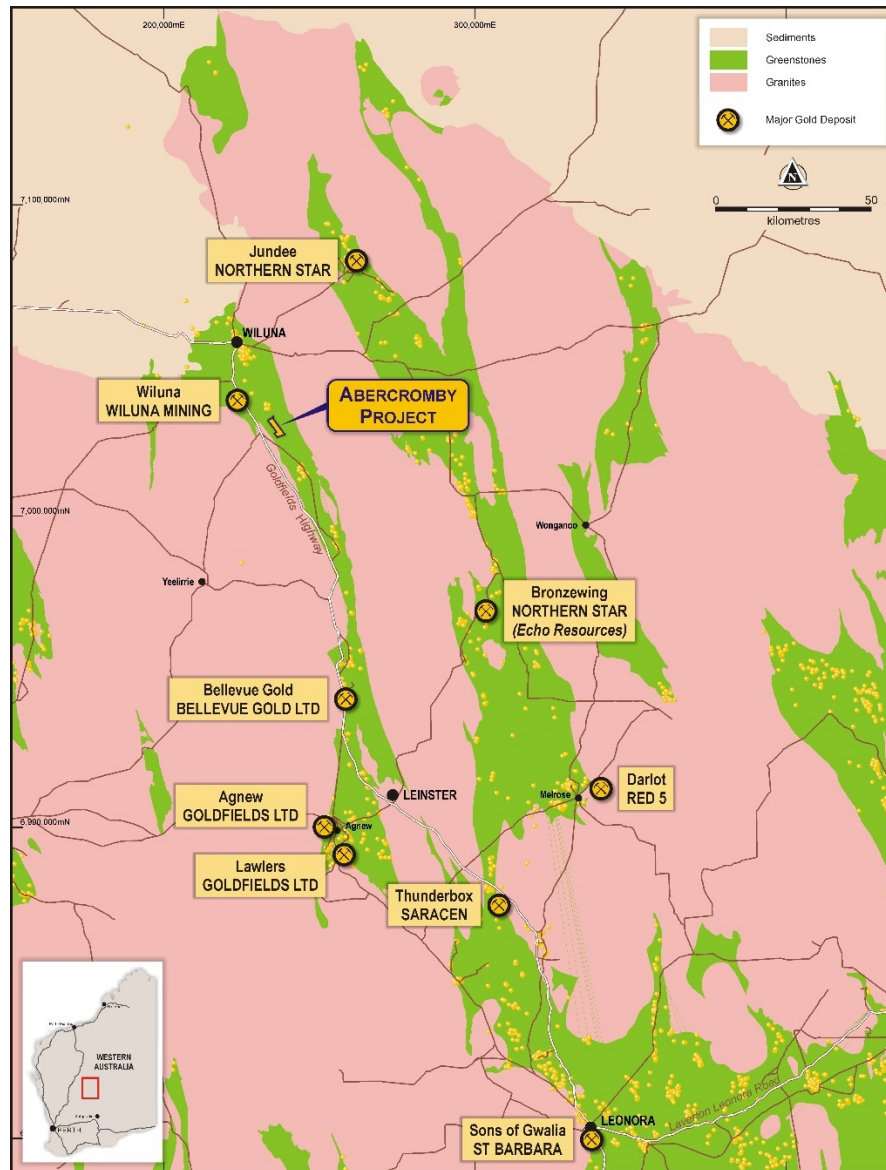 200,000mE
300,000mE
Sediments
Greenstones
Granites
Major Gold Deposit
N
0
50
kilometres
7,100,000mN
Jundee
NORTHERN STAR
WILUNA
Wiluna
WILUNA MINING
ABERCROMBY
PROJECT
Goldfields Highway
7,000,000mN
Wonganoo
Yeelirrie
Bronzewing
NORTHERN STAR
(Echo Resources)
Bellevue Gold
BELLEVUE GOLD LTD
Darlot
RED 5
LEINSTER
Melrose
Agnew
GOLDFIELDS LTD
6,900,000mN
Agnew
Lawlers
GOLDFIELDS LTD
Thunderbox
SARACEN
WESTERN
AUSTRALIA
PERTH
Laverton Leonora Road
Sons of Gwalia
ST BARBARA
LEONORA